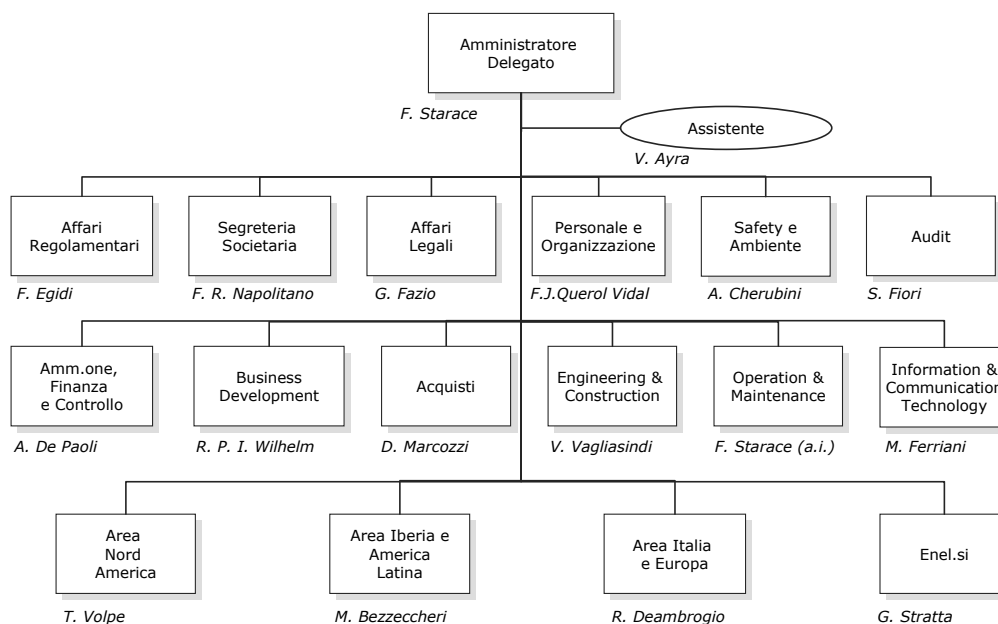 Amministratore
Delegato
F. Starace
Assistente
V. Ayra
Affari
Regolamentari
F. Egidi
Segreteria
Societaria
F. R. Napolitano
Affari
Legali
G. Fazio
Personale e
Organizzazione
F.J.Querol Vidal
Safety e
Ambiente
A. Cherubini
Audit
S. Fiori
Amm.one,
Finanza
e Controllo
A. De Paoli
Business
Development
R. P. I. Wilhelm
Acquisti
D. Marcozzi
Engineering &
Construction
V. Vagliasindi
Operation &
Maintenance
F. Starace (a.i.)
Information &
Communication
Technology
M. Ferriani
Area
Nord
America
T. Volpe
Area Iberia e
America
Latina
M. Bezzeccheri
Area Italia
e Europa
R. Deambrogio
Enel.si
G. Stratta